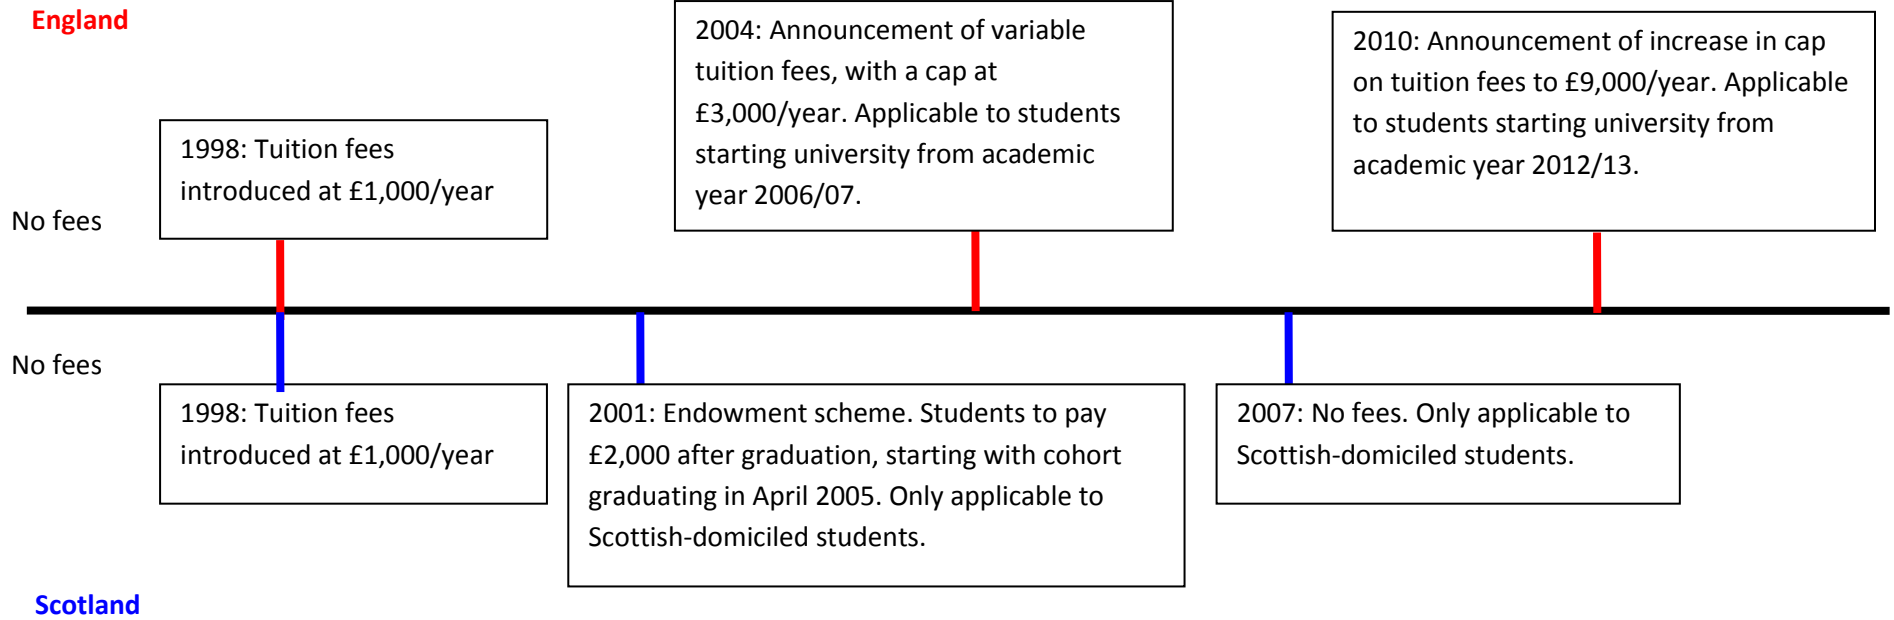 England
2004: Announcement of variable
tuition fees, with a cap at
£3,000/year. Applicable to students
starting university from academic
year 2006/07.
2010: Announcement of increase in cap
on tuition fees to £9,000/year. Applicable
to students starting university from
academic year 2012/13.
1998: Tuition fees
introduced at £1,000/year
No fees
No fees
1998: Tuition fees
introduced at £1,000/year
2001: Endowment scheme. Students to pay
£2,000 after graduation, starting with cohort
graduating in April 2005. Only applicable to
Scottish-domiciled students.
2007: No fees. Only applicable to
Scottish-domiciled students.
Scotland